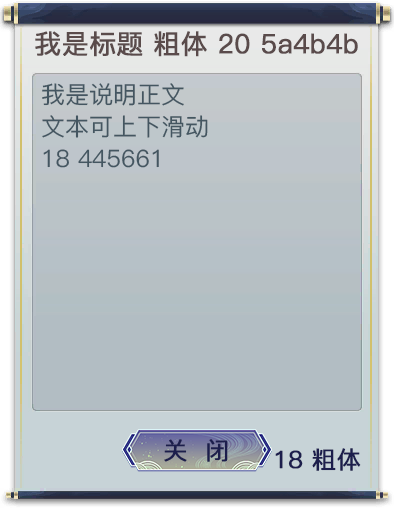 我是标题 粗体 20 5a4b4b
我是说明正文
文本可上下滑动
18 445661
关 闭
18 粗体